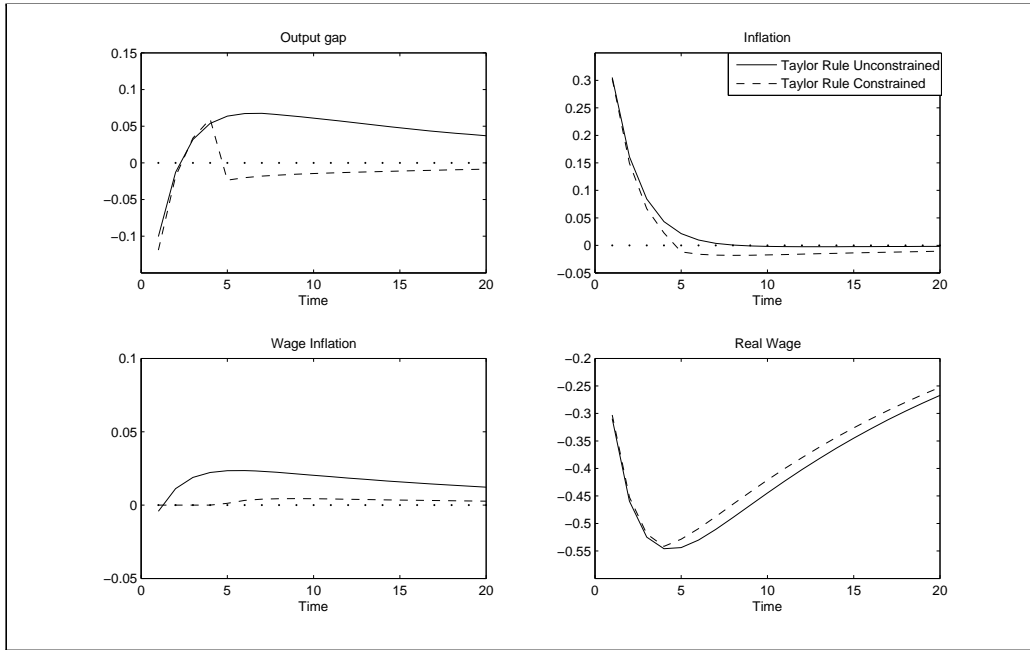 Output gap
0.15
0.1
0.05
0
−0.05
−0.1
0 5 10 15 20
Time
Inflation
Taylor Rule Unconstrained
Taylor Rule Constrained
0.3
0.25
0.2
0.15
0.1
0.05
0
−0.05
0 5 10 15 20
Time
Wage Inflation
0.1
0.05
0
−0.05
0 5 10 15 20
Time
Real Wage
−0.2
−0.25
−0.3
−0.35
−0.4
−0.45
−0.5
−0.55
0 5 10 15 20
Time